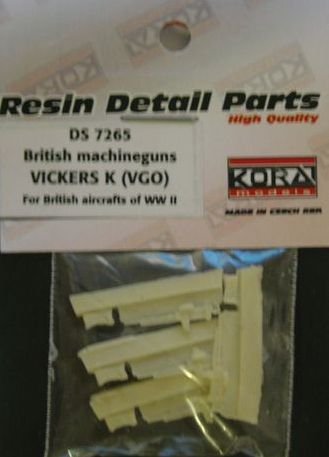 Resin Detail Parts
High Quality
DS 7265
British machineguns
VICKERS K (VGO)
For British aircrafts of WW II
KORA
models
MADE IN CZECH REP.